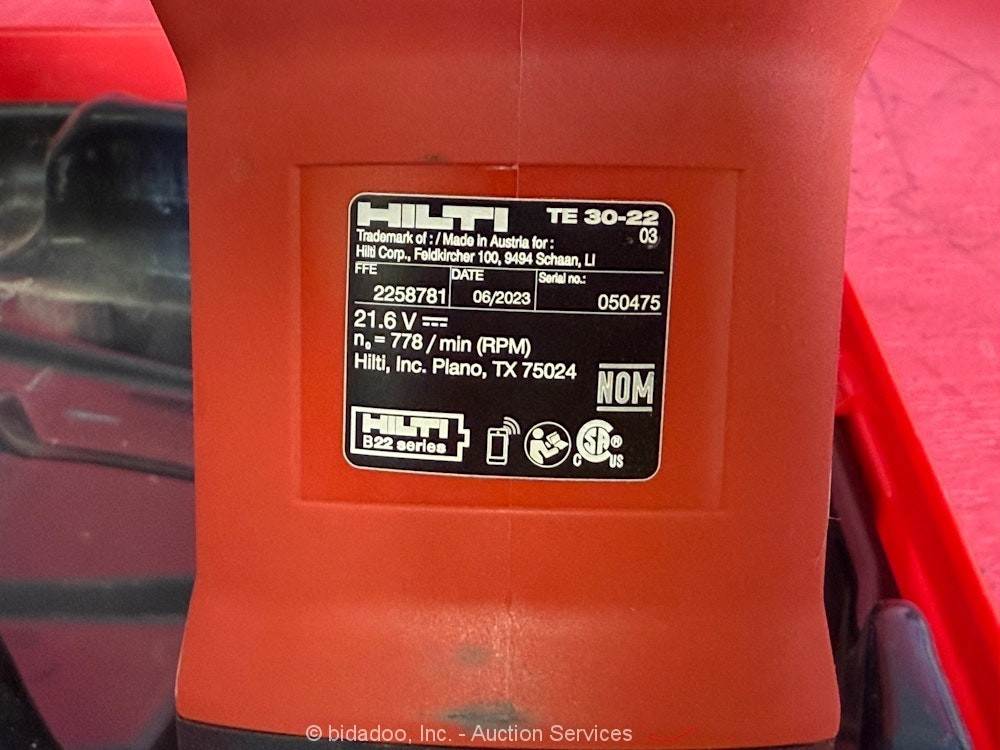 HILTI TE 30-22
03
Trademark of : / Made in Austria for :
Hilti Corp., Feldkircher 100, 9494 Schaan, LI
FFE DATE Serial no.:
2258781 06/2023 050475
21.6 V
n₀ = 778 / min (RPM)
Hilti, Inc. Plano, TX 75024
NOM
HILTI
B22 series
C SA ® US
© bidadoo, Inc. - Auction Services